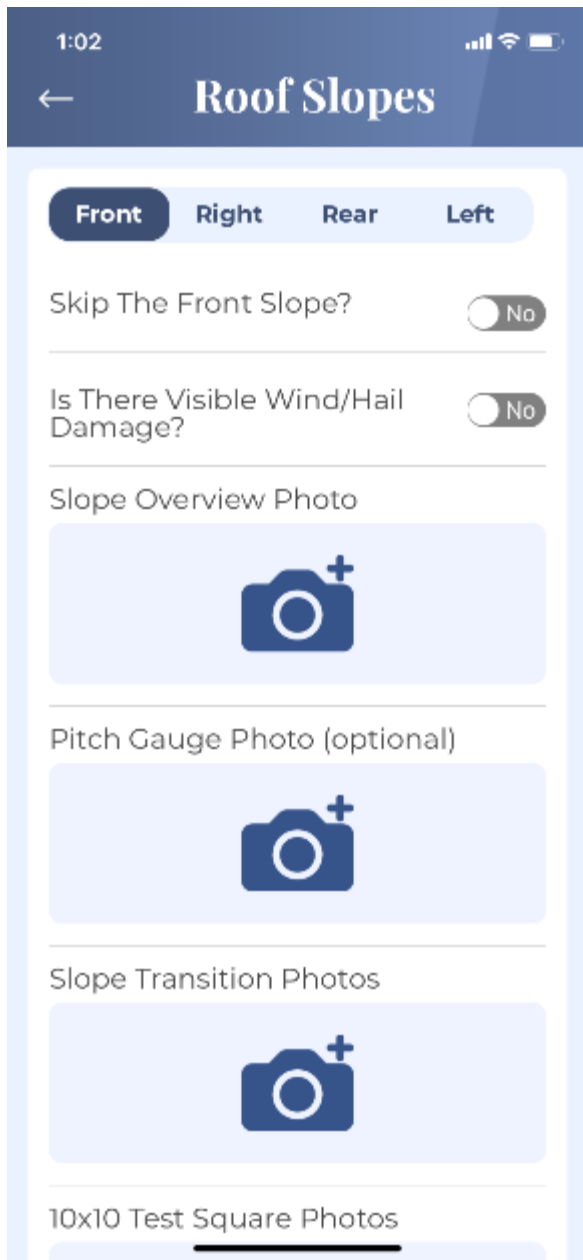 1:02
Roof Slopes
Front Right Rear Left
Skip The Front Slope?
No
Is There Visible Wind/Hail
Damage?
No
Slope Overview Photo
Pitch Gauge Photo (optional)
Slope Transition Photos
10x10 Test Square Photos